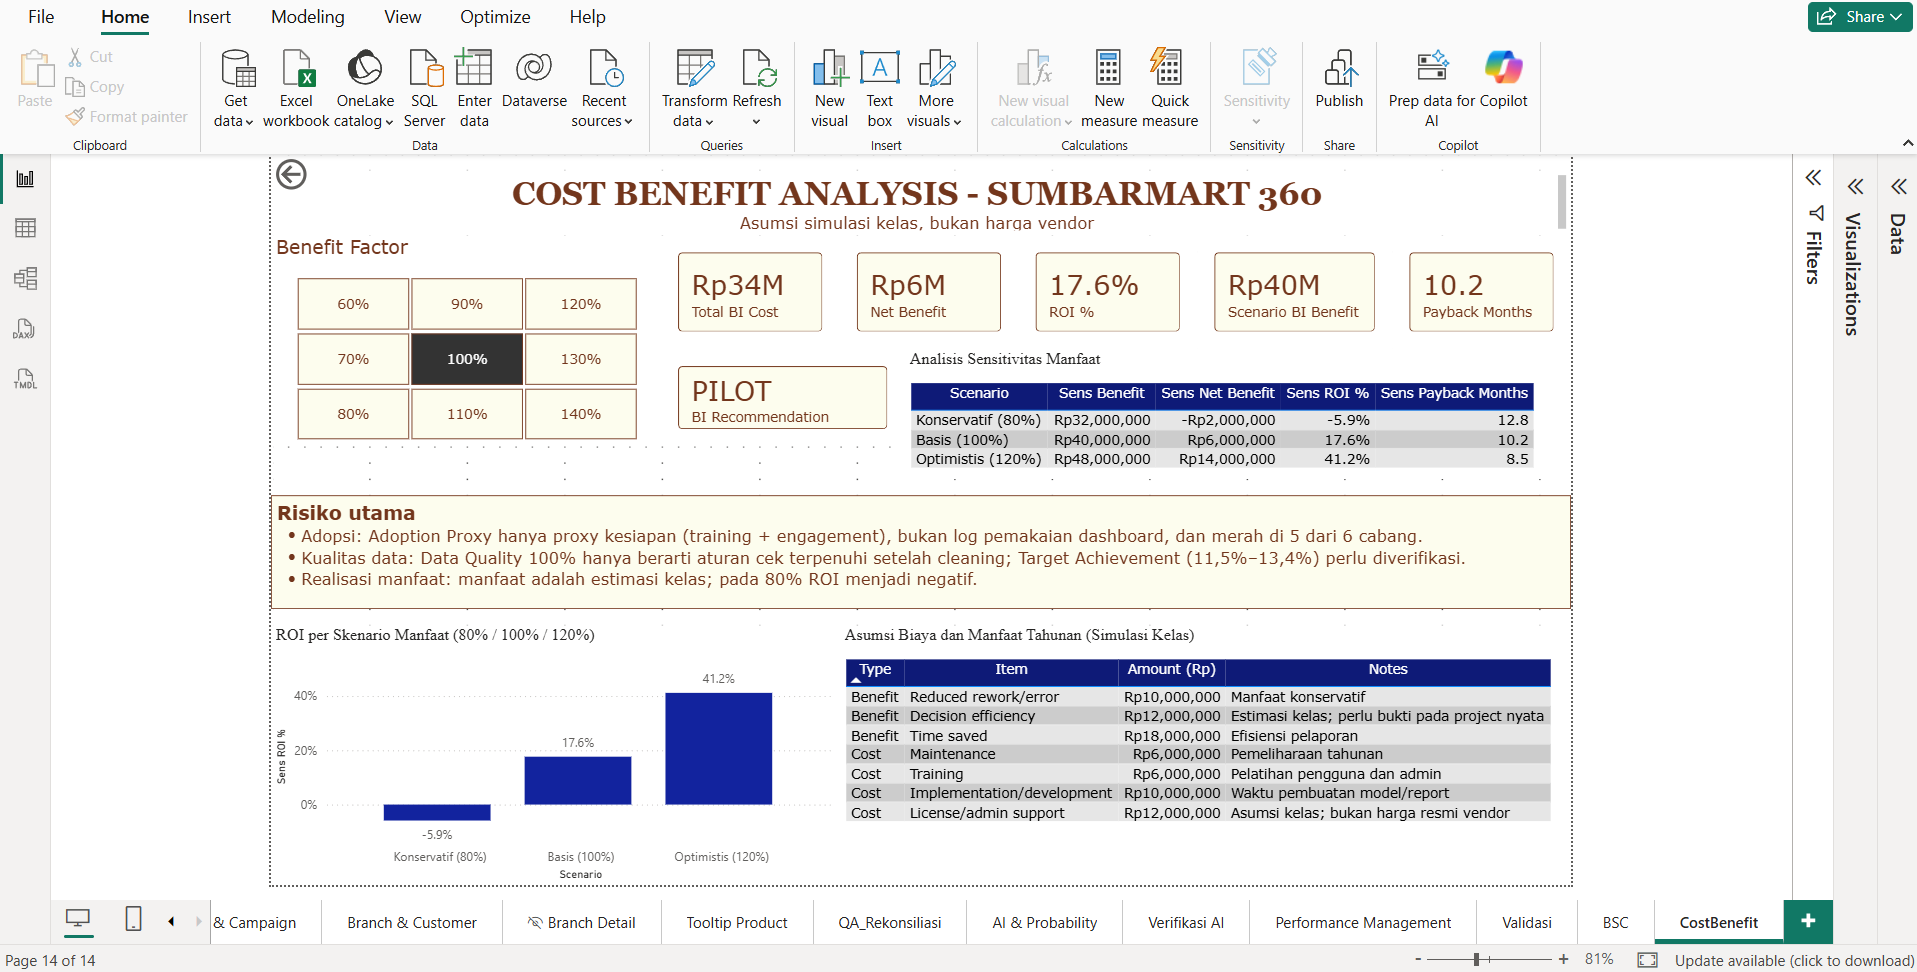 File Home Insert Modeling View Optimize Help Share
Paste
Cut
Copy
Format painter
Clipboard
Get data
Excel workbook
OneLake catalog
SQL Server
Enter data
Dataverse
Recent sources
Data
Transform data
Refresh
Queries
New visual
Text box
More visuals
Insert
New visual calculation
New measure
Quick measure
Calculations
Sensitivity
Sensitivity
Publish
Share
Prep data for AI
Copilot
Copilot
DAX
TMDL
COST BENEFIT ANALYSIS - SUMBARMART 360
Asumsi simulasi kelas, bukan harga vendor
Benefit Factor
60% 90% 120%
70% 100% 130%
80% 110% 140%
Rp34M
Total BI Cost
Rp6M
Net Benefit
17.6%
ROI %
Rp40M
Scenario BI Benefit
10.2
Payback Months
PILOT
BI Recommendation
Analisis Sensitivitas Manfaat
Scenario Sens Benefit Sens Net Benefit Sens ROI % Sens Payback Months
Konservatif (80%) Rp32,000,000 -Rp2,000,000 -5.9% 12.8
Basis (100%) Rp40,000,000 Rp6,000,000 17.6% 10.2
Optimistis (120%) Rp48,000,000 Rp14,000,000 41.2% 8.5
Risiko utama
• Adopsi: Adoption Proxy hanya proxy kesiapan (training + engagement), bukan log pemakaian dashboard, dan merah di 5 dari 6 cabang.
• Kualitas data: Data Quality 100% hanya berarti aturan cek terpenuhi setelah cleaning; Target Achievement (11,5%–13,4%) perlu diverifikasi.
• Realisasi manfaat: manfaat adalah estimasi kelas; pada 80% ROI menjadi negatif.
ROI per Skenario Manfaat (80% / 100% / 120%)
Sens ROI %
40%
20%
0%
-5.9%
17.6%
41.2%
Konservatif (80%) Basis (100%) Optimistis (120%)
Scenario
Asumsi Biaya dan Manfaat Tahunan (Simulasi Kelas)
Type Item Amount (Rp) Notes
Benefit Reduced rework/error Rp10,000,000 Manfaat konservatif
Benefit Decision efficiency Rp12,000,000 Estimasi kelas; perlu bukti pada project nyata
Benefit Time saved Rp18,000,000 Efisiensi pelaporan
Cost Maintenance Rp6,000,000 Pemeliharaan tahunan
Cost Training Rp6,000,000 Pelatihan pengguna dan admin
Cost Implementation/development Rp10,000,000 Waktu pembuatan model/report
Cost License/admin support Rp12,000,000 Asumsi kelas; bukan harga resmi vendor
Filters
Visualizations
Data
& Campaign Branch & Customer Branch Detail Tooltip Product QA_Rekonsiliasi AI & Probability Verifikasi AI Performance Management Validasi BSC CostBenefit +
Page 14 of 14
- + 81% Update available (click to download)